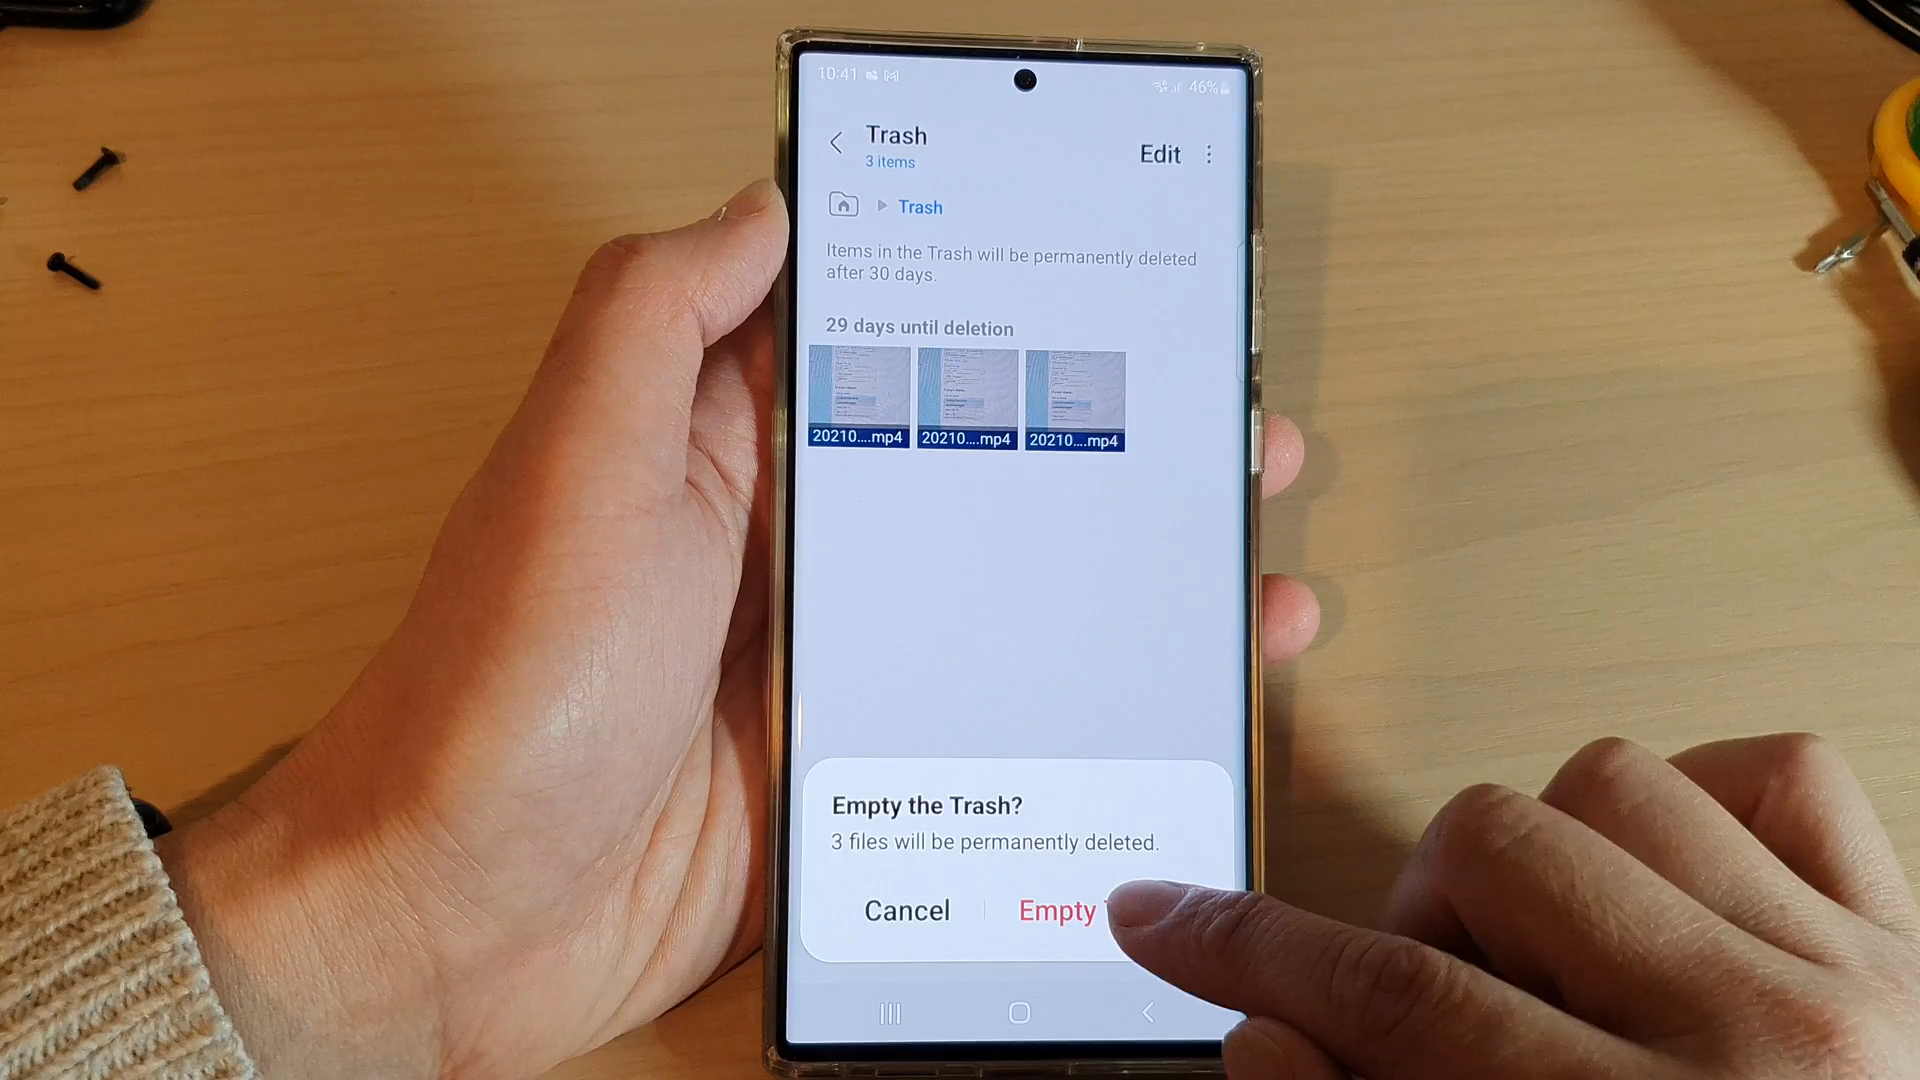 10:41
46%
Trash
3 items
Edit
Trash
Items in the Trash will be permanently deleted
after 30 days.
29 days until deletion
20210....mp4 20210....mp4 20210....mp4
Empty the Trash?
3 files will be permanently deleted.
Cancel Empty